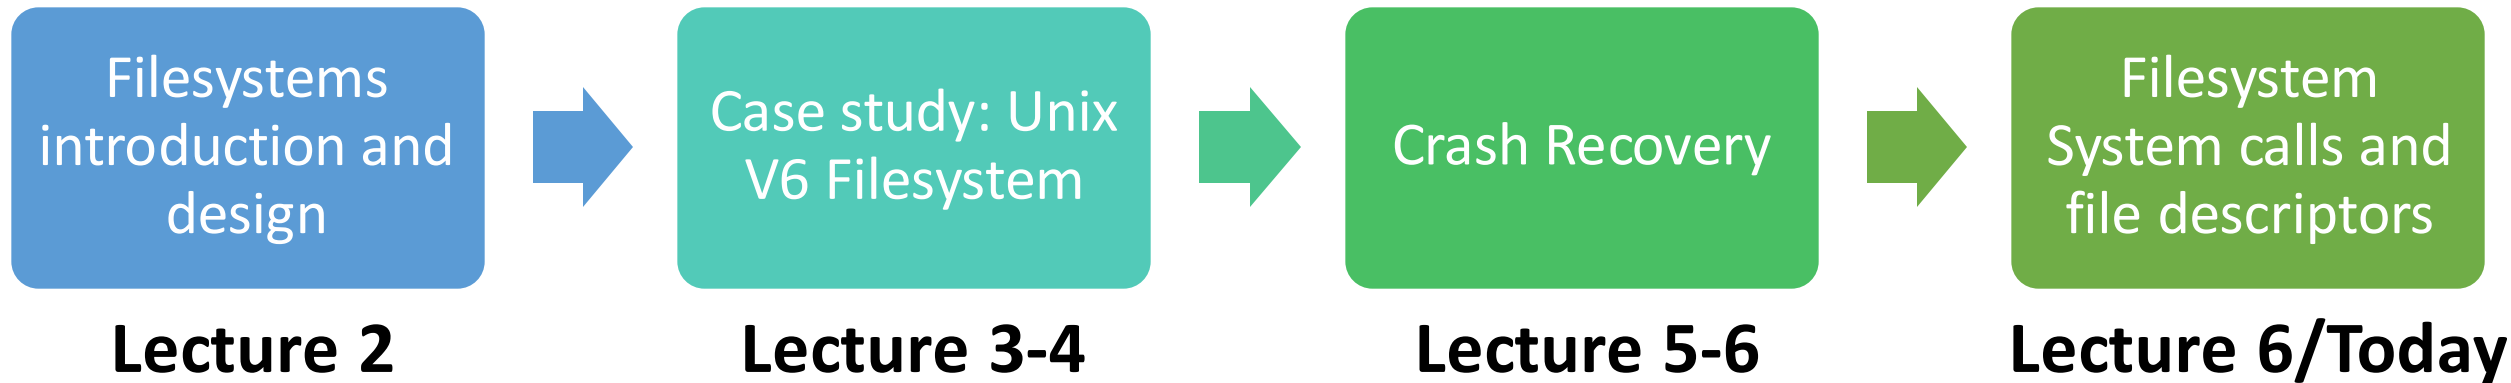 Filesystems
introduction and
design
Case study: Unix
V6 Filesystem
Crash Recovery
Filesystem
System calls and
file descriptors
Lecture 2
Lecture 3-4
Lecture 5-6
Lecture 6/Today